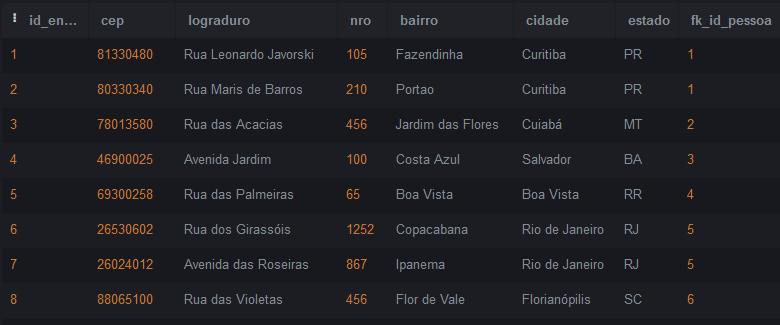 id_en... cep lograduro nro bairro cidade estado fk_id_pessoa
1 81330480 Rua Leonardo Javorski 105 Fazendinha Curitiba PR 1
2 80330340 Rua Maris de Barros 210 Portao Curitiba PR 1
3 78013580 Rua das Acacias 456 Jardim das Flores Cuiabá MT 2
4 46900025 Avenida Jardim 100 Costa Azul Salvador BA 3
5 69300258 Rua das Palmeiras 65 Boa Vista Boa Vista RR 4
6 26530602 Rua dos Girassóis 1252 Copacabana Rio de Janeiro RJ 5
7 26024012 Avenida das Roseiras 867 Ipanema Rio de Janeiro RJ 5
8 88065100 Rua das Violetas 456 Flor de Vale Florianópilis SC 6